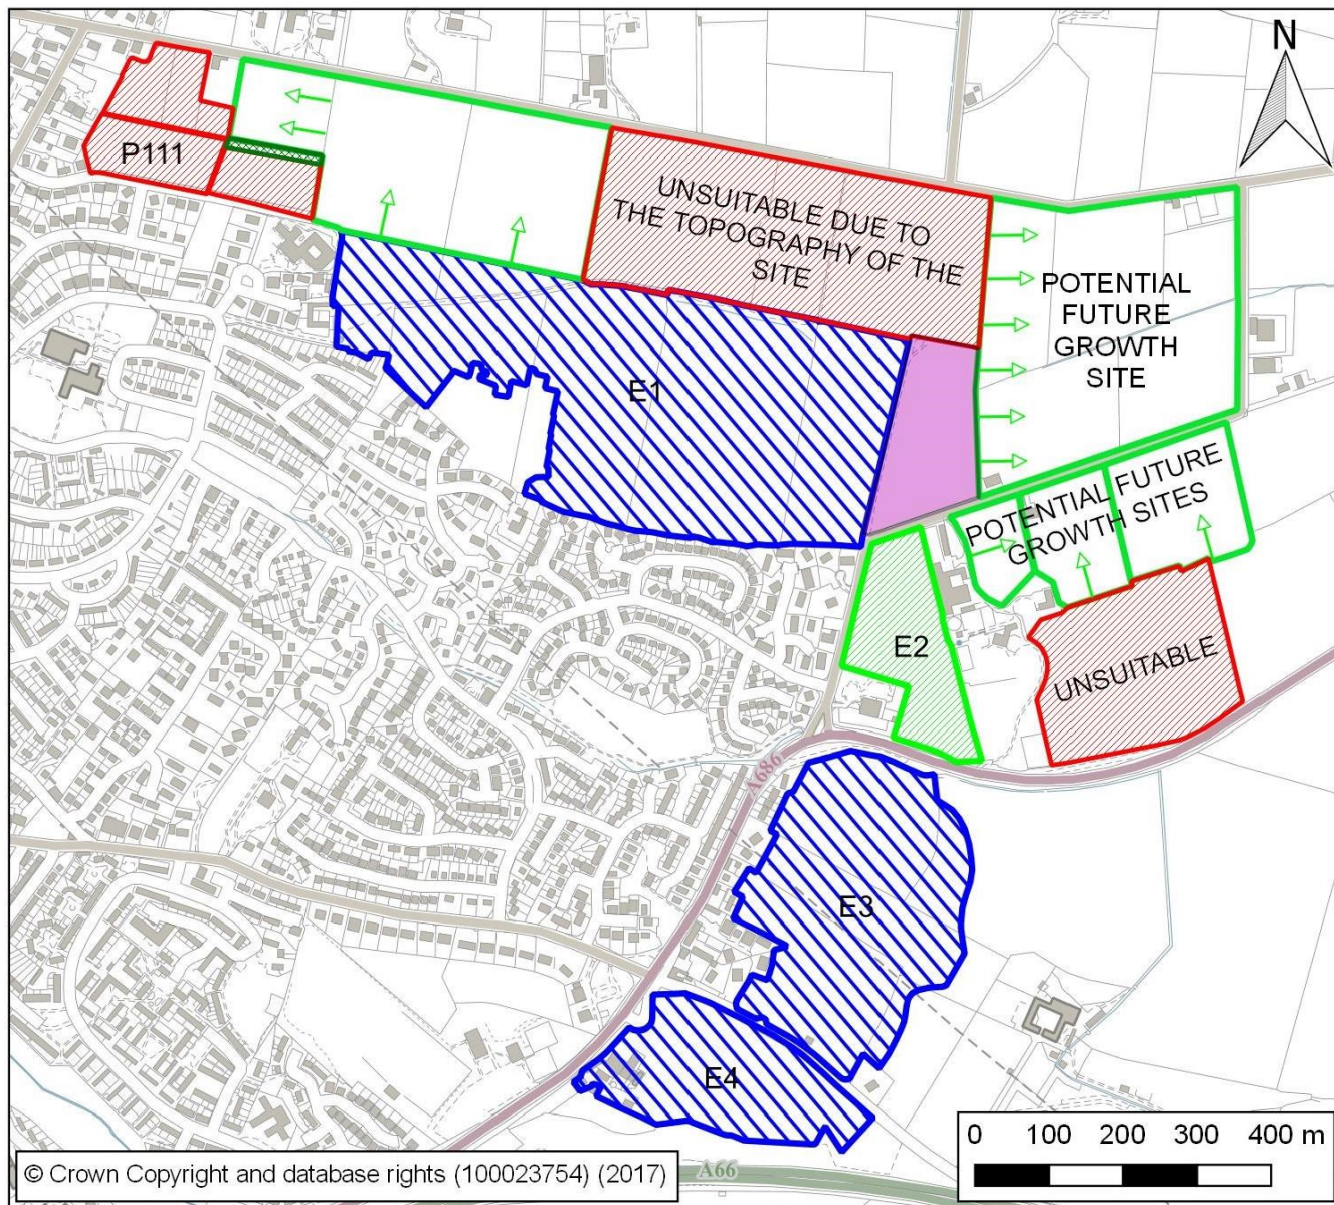 N
P111
UNSUITABLE DUE TO
THE TOPOGRAPHY OF THE
SITE
POTENTIAL
FUTURE
GROWTH
SITE
E1
POTENTIAL FUTURE
GROWTH SITES
E2
UNSUITABLE
A686
E3
E4
0 100 200 300 400 m
© Crown Copyright and database rights (100023754) (2017)
A66